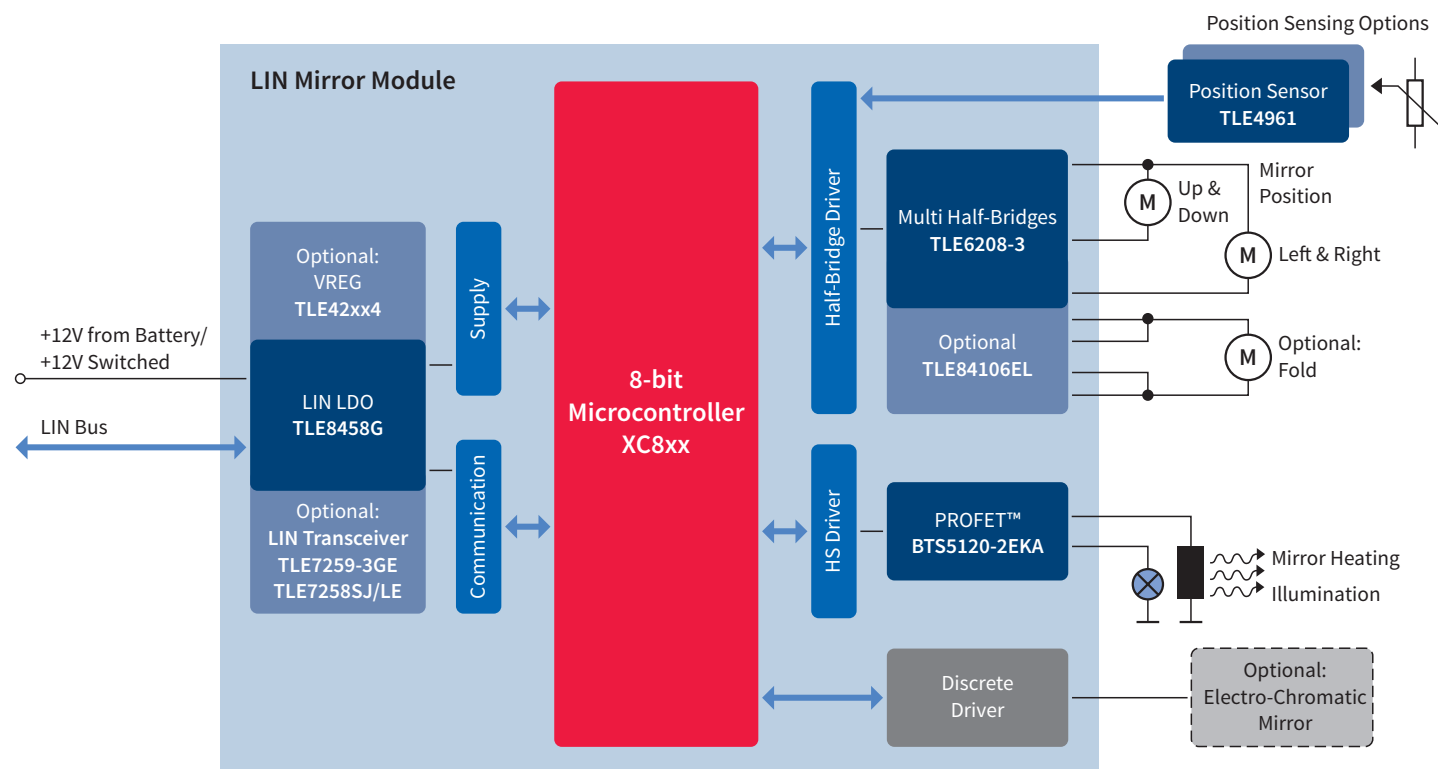 Position Sensing Options
LIN Mirror Module
Position Sensor
TLE4961
Half-Bridge Driver
Multi Half-Bridges
TLE6208-3
M
Up &
Down
Mirror
Position
M
Left & Right
Optional:
VREG
TLE42xx4
Supply
+12V from Battery/
+12V Switched
LIN LDO
TLE8458G
LIN Bus
8-bit
Microcontroller
XC8xx
Optional
TLE84106EL
M
Optional:
Fold
Optional:
LIN Transceiver
TLE7259-3GE
TLE7258SJ/LE
Communication
HS Driver
PROFET™
BTS5120-2EKA
Mirror Heating
Illumination
Discrete
Driver
Optional:
Electro-Chromatic
Mirror